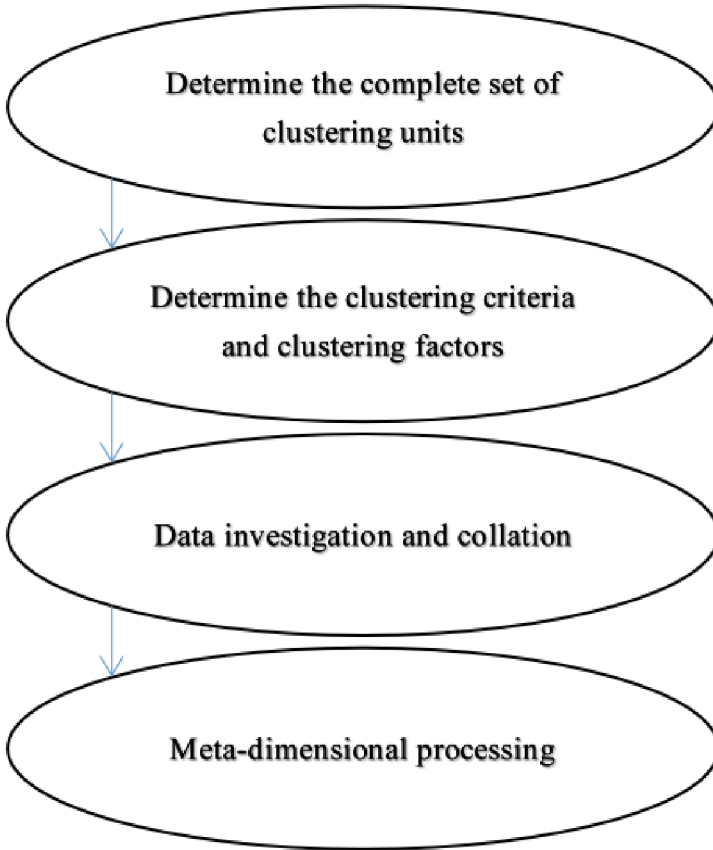 Determine the complete set of
clustering units
Determine the clustering criteria
and clustering factors
Data investigation and collation
Meta-dimensional processing